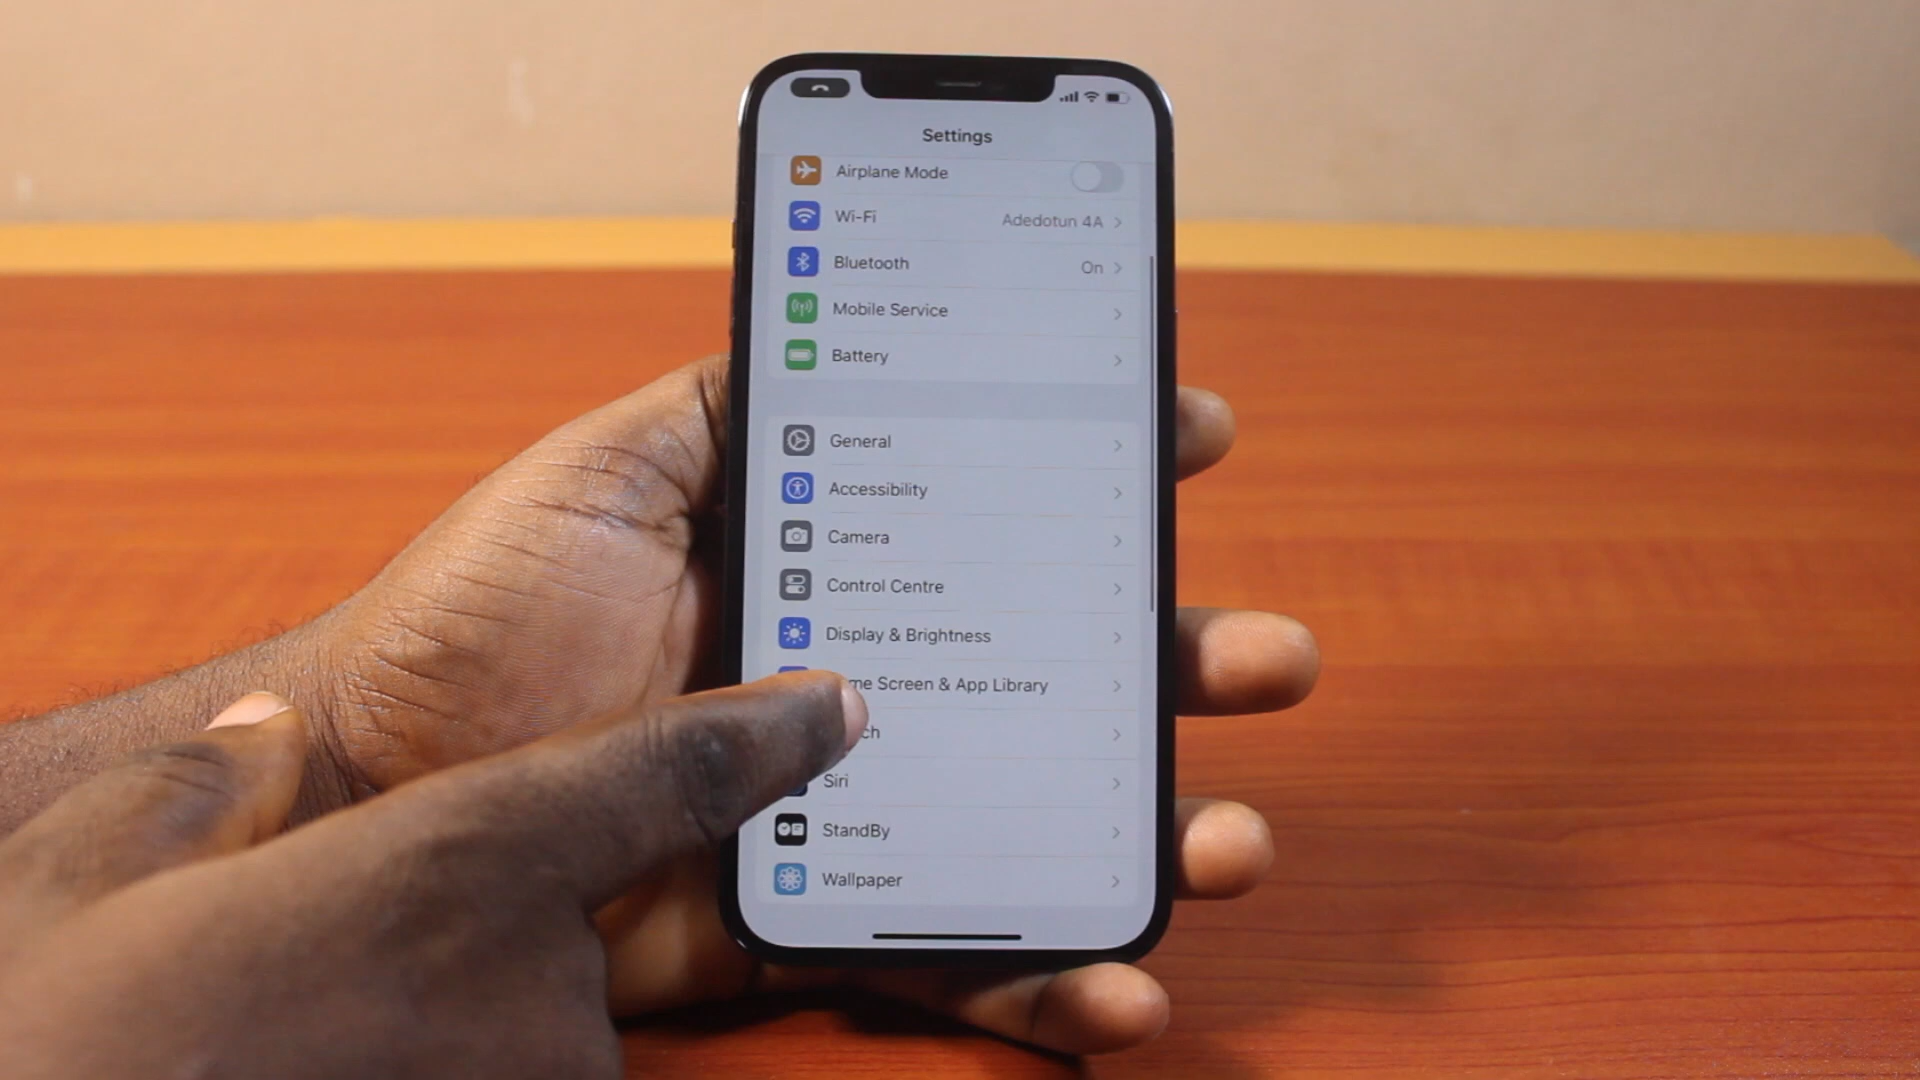 Settings
Airplane Mode
Wi-Fi Adedotun 4A
Bluetooth On
Mobile Service
Battery
General
Accessibility
Camera
Control Centre
Display & Brightness
me Screen & App Library
ch
Siri
StandBy
Wallpaper